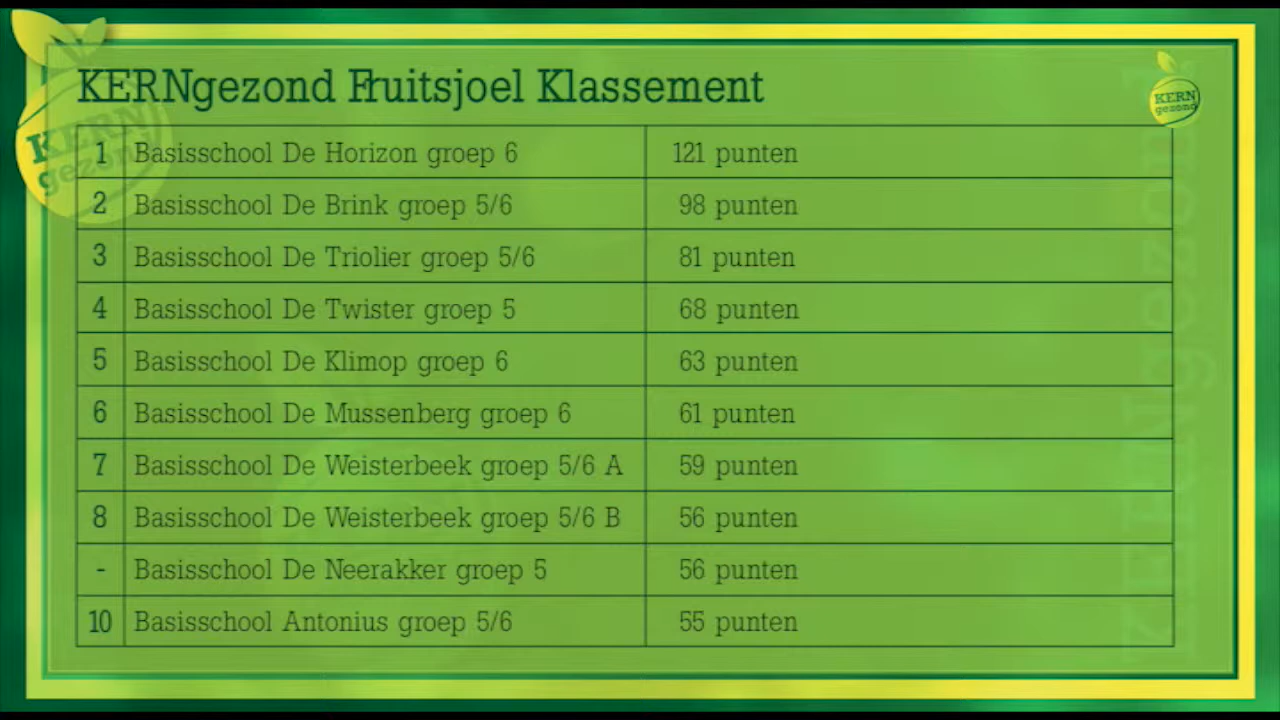 KERNgezond Fruitsjoel Klassement
KERN
gezond
KERN
gezond
1 Basisschool De Horizon groep 6 121 punten
2 Basisschool De Brink groep 5/6 98 punten
3 Basisschool De Triolier groep 5/6 81 punten
4 Basisschool De Twister groep 5 68 punten
5 Basisschool De Klimop groep 6 63 punten
6 Basisschool De Mussenberg groep 6 61 punten
7 Basisschool De Weisterbeek groep 5/6 A 59 punten
8 Basisschool De Weisterbeek groep 5/6 B 56 punten
- Basisschool De Neerakker groep 5 56 punten
10 Basisschool Antonius groep 5/6 55 punten
KERNgezond